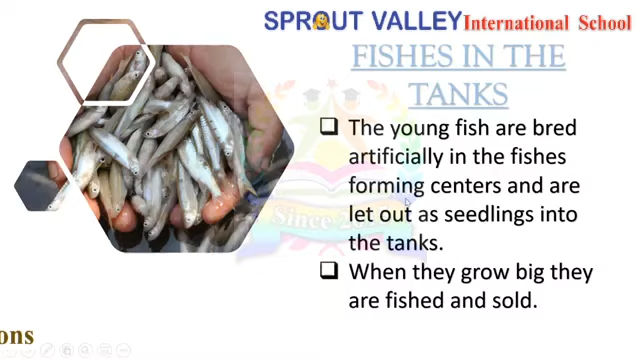 SPROUT VALLEY International School
FISHES IN THE
TANKS
❑ The young fish are bred
artificially in the fishes
forming centers and are
let out as seedlings into
the tanks.
❑ When they grow big they
are fished and sold.
Since 20
ons